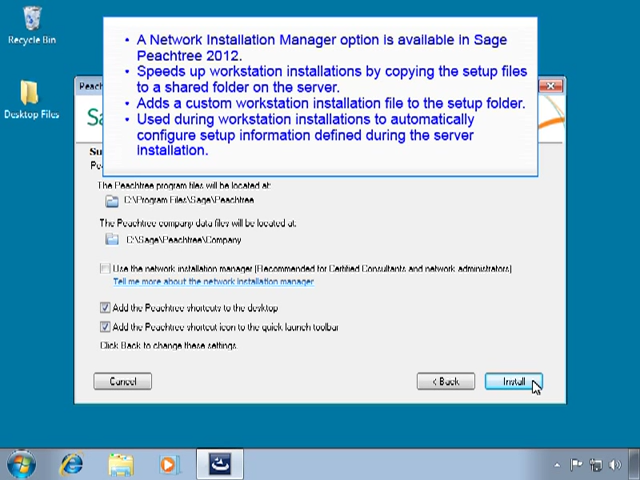 Recycle Bin
Desktop Files
• A Network Installation Manager option is available in Sage
Peachtree 2012.
• Speeds up workstation installations by copying the setup files
to a shared folder on the server.
• Adds a custom workstation installation file to the setup folder.
• Used during workstation installations to automatically
configure setup information defined during the server
installation.
The Peachtree program files will be located at:
C:\Program Files\Sage\Peachtree
The Peachtree company data files will be located at:
C:\Sage\Peachtree\Company
Use the network installation manager (Recommended for Certified Consultants and network administrators)
Tell me more about the network installation manager
Add the Peachtree shortcuts to the desktop
Add the Peachtree shortcut icon to the quick launch toolbar
Click Back to change these settings.
Cancel
< Back
Install